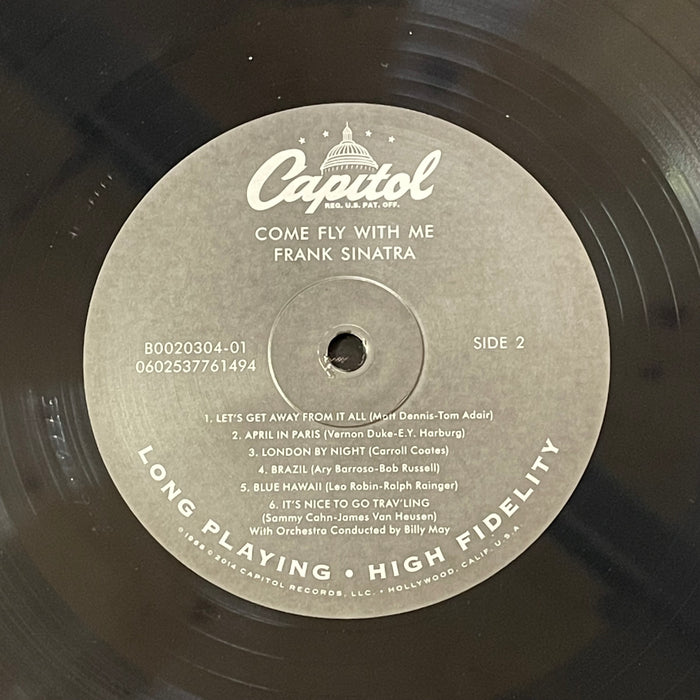 Capitol
REG. U.S. PAT. OFF.
COME FLY WITH ME
FRANK SINATRA
B0020304-01
0602537761494
SIDE 2
1. LET'S GET AWAY FROM IT ALL (Matt Dennis-Tom Adair)
2. APRIL IN PARIS (Vernon Duke-E.Y. Harburg)
3. LONDON BY NIGHT (Carroll Coates)
4. BRAZIL (Ary Barroso-Bob Russell)
5. BLUE HAWAII (Leo Robin-Ralph Rainger)
6. IT'S NICE TO GO TRAV'LING
(Sammy Cahn-James Van Heusen)
With Orchestra Conducted by Billy May
LONG PLAYING • HIGH FIDELITY
℗1988 ©2014 CAPITOL RECORDS, LLC. • HOLLYWOOD, CALIF. U.S.A